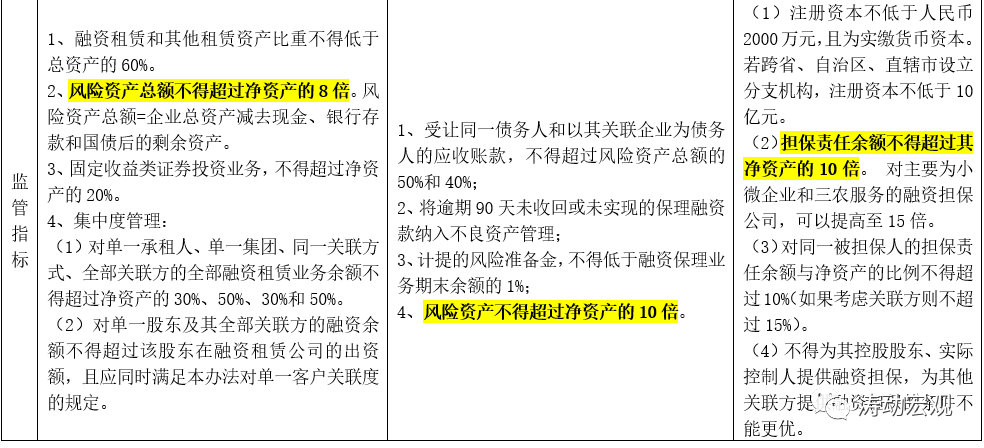 监
管
指
标
1、融资租赁和其他租赁资产比重不得低于
总资产的 60%。
2、风险资产总额不得超过净资产的 8 倍。风
险资产总额=企业总资产减去现金、银行存
款和国债后的剩余资产。
3、固定收益类证券投资业务，不得超过净资
产的 20%。
4、集中度管理：
（1）对单一承租人、单一集团、同一关联方
式、全部关联方的全部融资租赁业务余额不
得超过净资产的 30%、50%、30%和 50%。
（2）对单一股东及其全部关联方的融资余
额不得超过该股东在融资租赁公司的出资
额，且应同时满足本办法对单一客户关联度
的规定。
1、受让同一债务人和以其关联企业为债务
人的应收账款，不得超过风险资产总额的
50%和 40%；
2、将逾期 90 天未收回或未实现的保理融资
款纳入不良资产管理；
3、计提的风险准备金，不得低于融资保理业
务期末余额的 1%；
4、风险资产不得超过净资产的 10 倍。
（1）注册资本不低于人民币
2000 万元，且为实缴货币资本。
若跨省、自治区、直辖市设立
分支机构，注册资本不低于 10
亿元。
（2）担保责任余额不得超过其
净资产的 10 倍。 对主要为小
微企业和三农服务的融资担保
公司，可以提高至 15 倍。
（3）对同一被担保人的担保责
任余额与净资产的比例不得超
过 10%（如果考虑关联方则不超
过 15%）。
（4）不得为其控股股东、实际
控制人提供融资担保，为其他
关联方提 融资 条件不
能更优。
涛动宏观